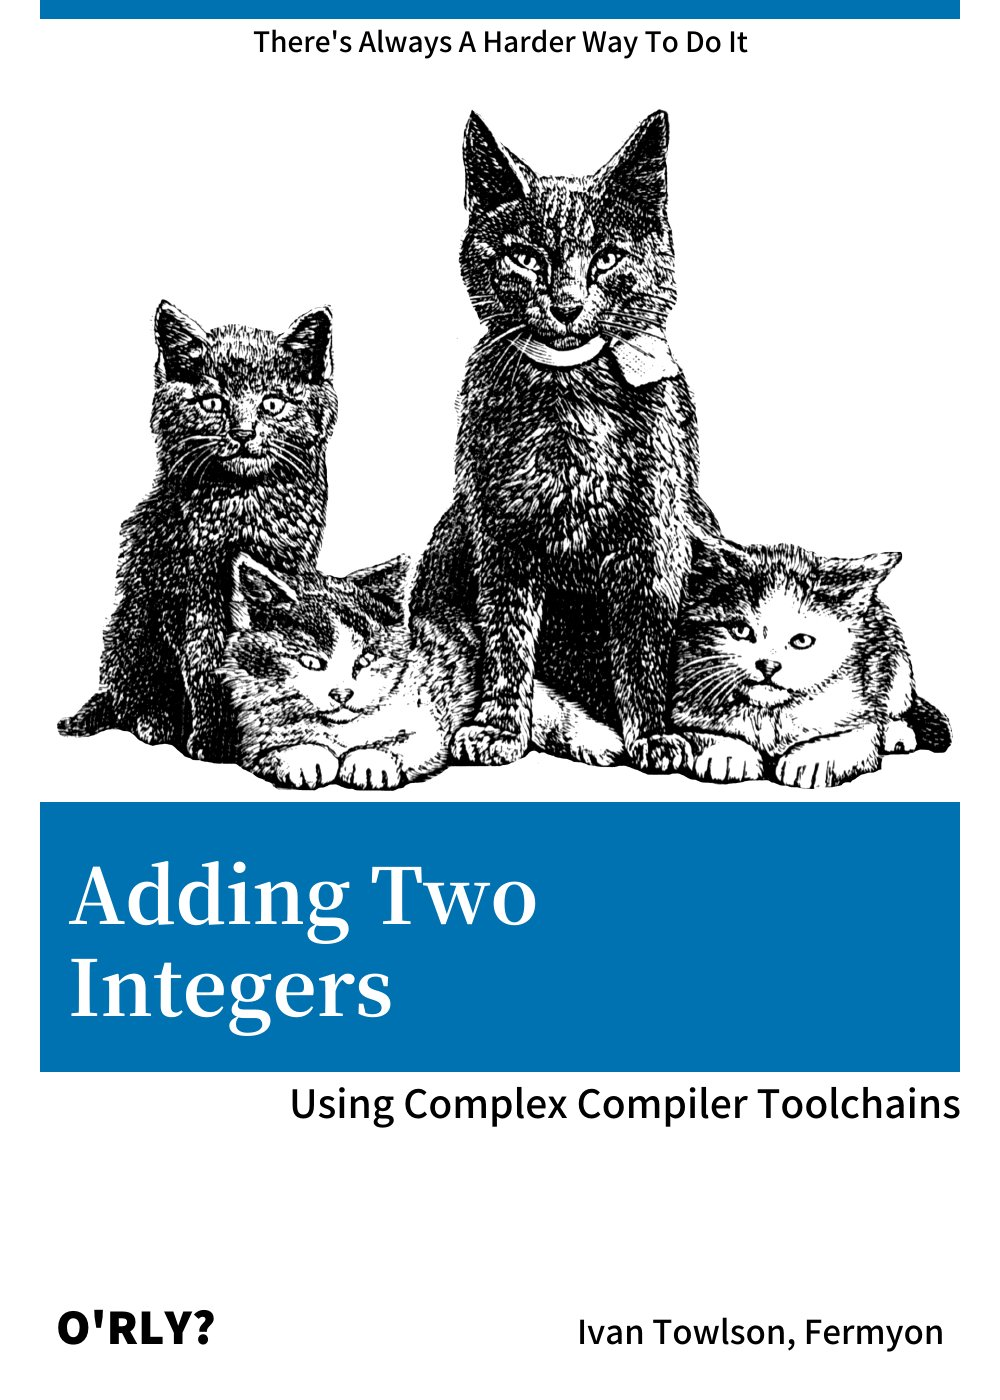 There's Always A Harder Way To Do It
Adding Two
Integers
Using Complex Compiler Toolchains
O'RLY?
Ivan Towlson, Fermyon